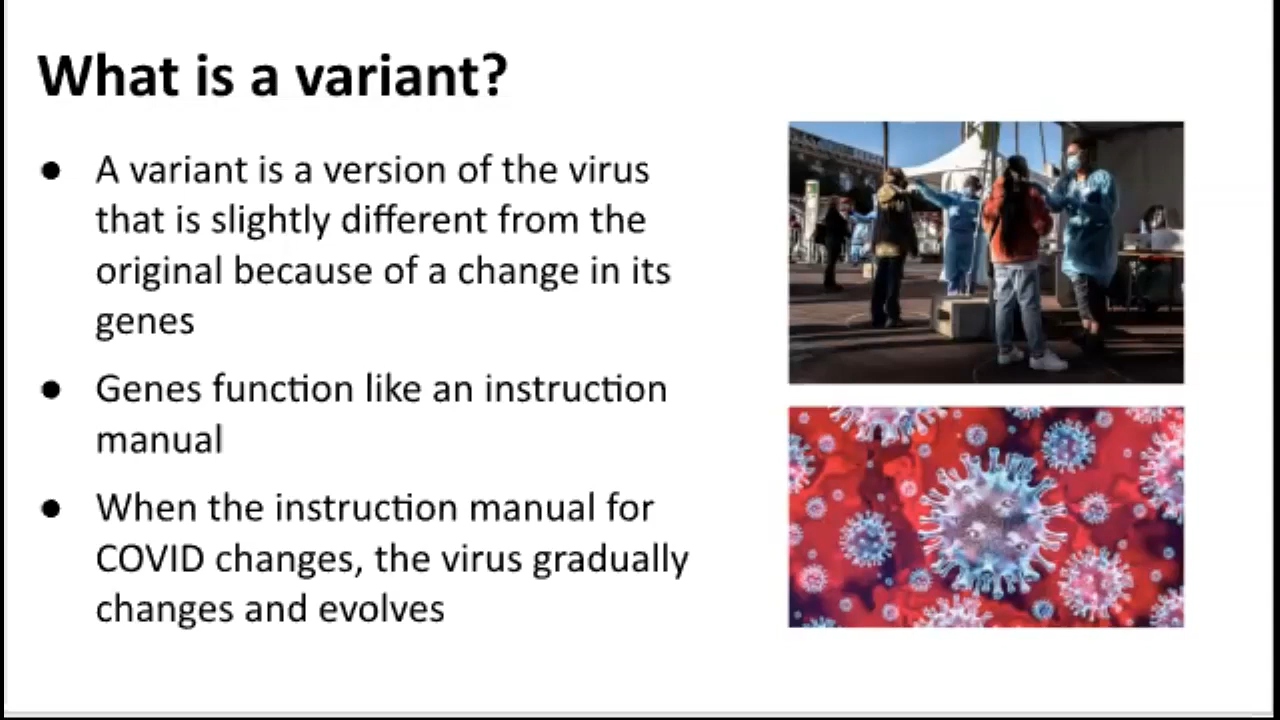 What is a variant?
● A variant is a version of the virus
that is slightly different from the
original because of a change in its
genes
● Genes function like an instruction
manual
● When the instruction manual for
COVID changes, the virus gradually
changes and evolves